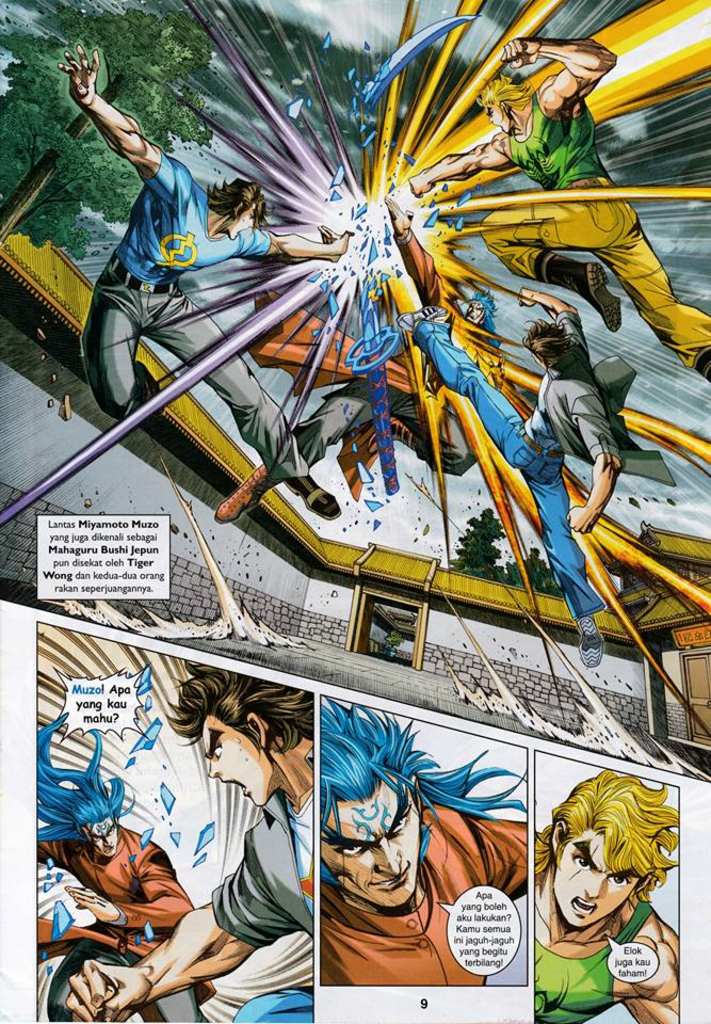 Lantas Miyamoto Muzo
yang juga dikenali sebagai
Mahaguru Bushi Jepun
pun disekat oleh Tiger
Wong dan kedua-dua orang
rakan seperjuangannya.
Muzo! Apa
yang kau
mahu?
Apa
yang boleh
aku lakukan?
Kamu semua
ini jaguh-jaguh
yang begitu
terbilang!
Elok
juga kau
faham!
9